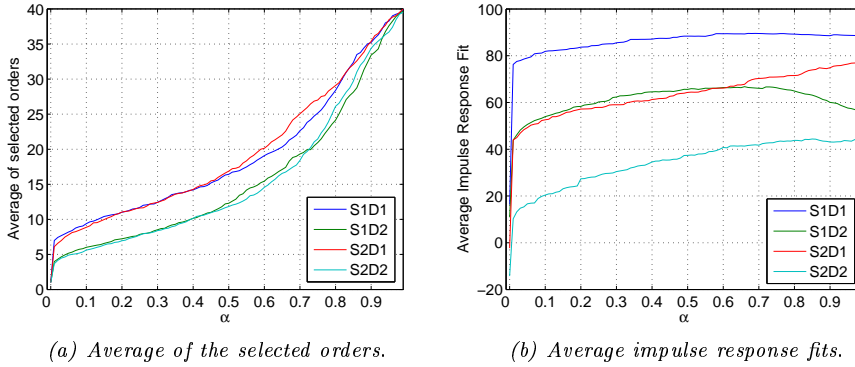 40
35
30
25
20
15
10
5
0
Average of selected orders
0 0.1 0.2 0.3 0.4 0.5 0.6 0.7 0.8 0.9
α
S1D1
S1D2
S2D1
S2D2
(a) Average of the selected orders.
100
80
60
40
20
0
−20
Average Impulse Response Fit
0 0.1 0.2 0.3 0.4 0.5 0.6 0.7 0.8 0.9
α
S1D1
S1D2
S2D1
S2D2
(b) Average impulse response fits.